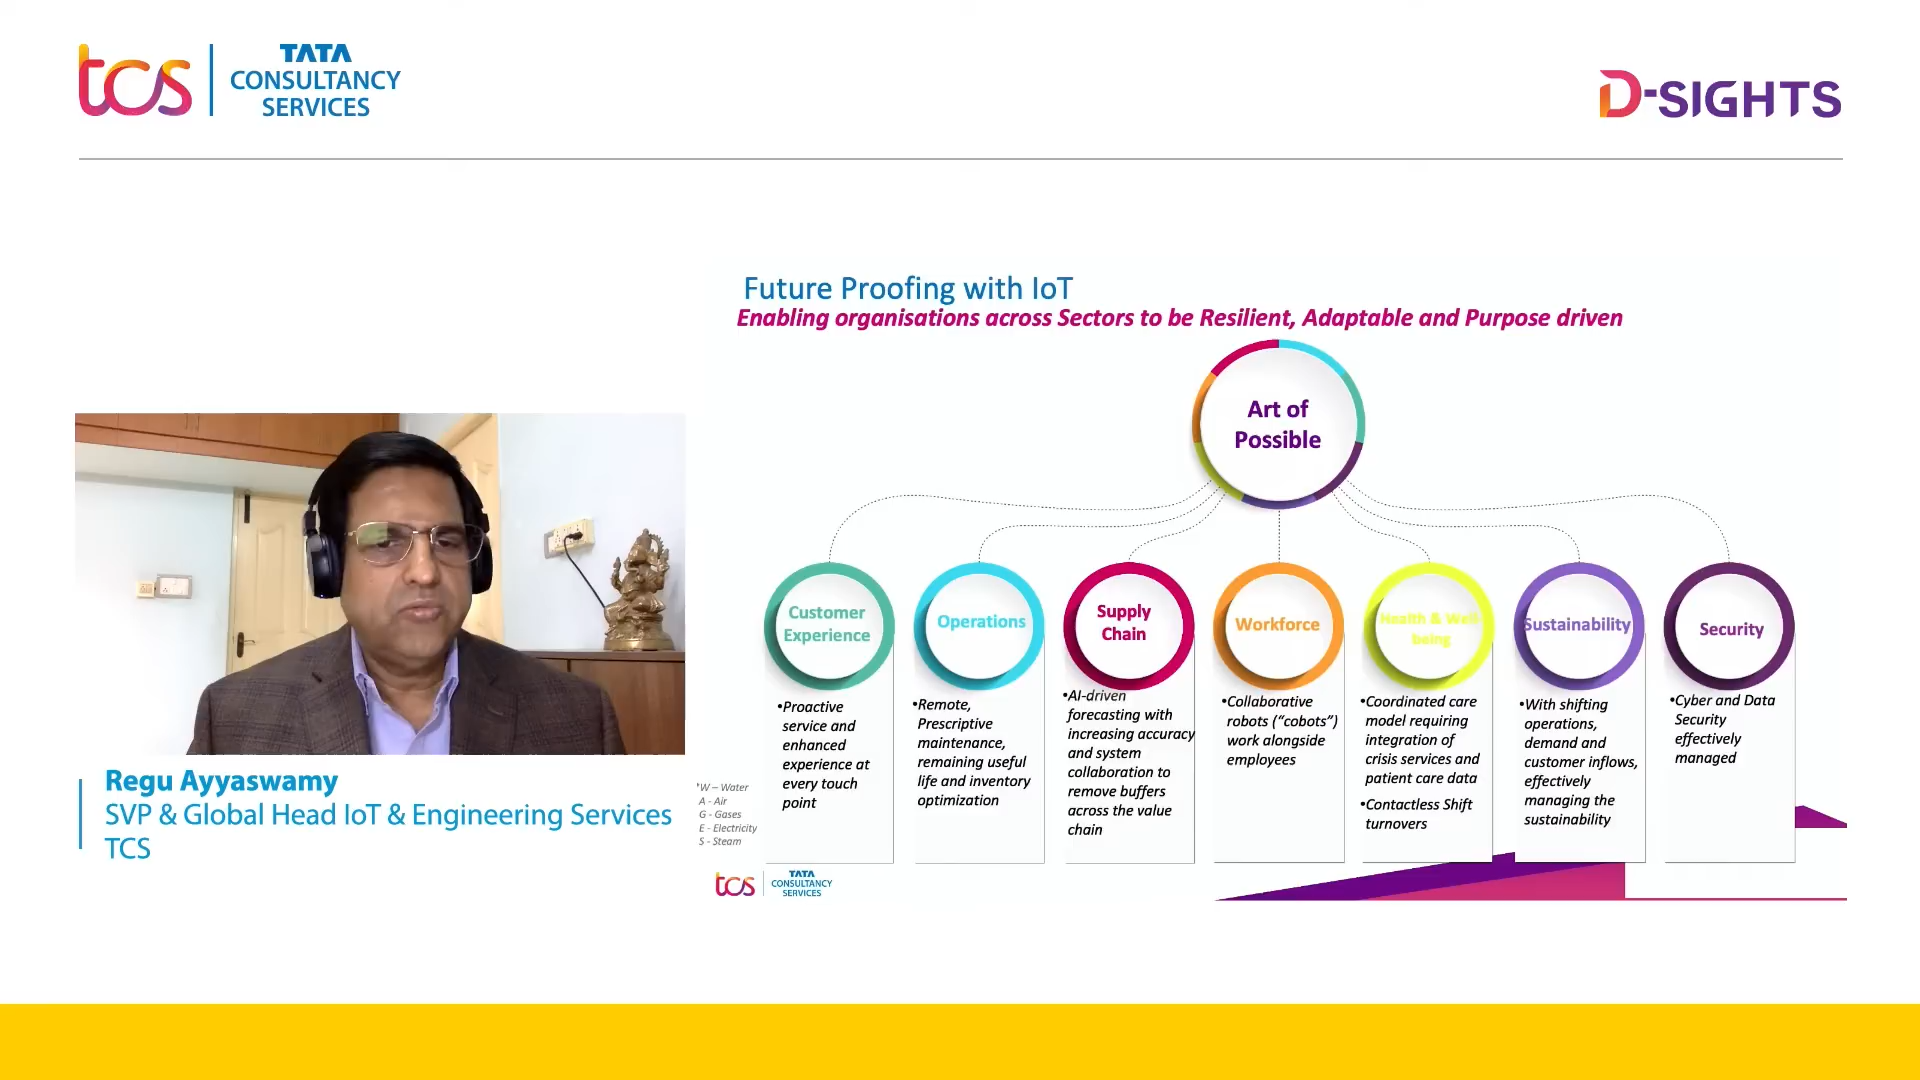 tcs
TATA
CONSULTANCY
SERVICES
D-SIGHTS
Future Proofing with IoT
Enabling organisations across Sectors to be Resilient, Adaptable and Purpose driven
Art of
Possible
Customer
Experience
Operations
Supply
Chain
Workforce
Health & Well-
being
Sustainability
Security
•Proactive
service and
enhanced
experience at
every touch
point
•Remote,
Prescriptive
maintenance,
remaining useful
life and inventory
optimization
•AI-driven
forecasting with
increasing accuracy
and system
collaboration to
remove buffers
across the value
chain
•Collaborative
robots (“cobots”)
work alongside
employees
•Coordinated care
model requiring
integration of
crisis services and
patient care data
•Contactless Shift
turnovers
•With shifting
operations,
demand and
customer inflows,
effectively
managing the
sustainability
•Cyber and Data
Security
effectively
managed
*W – Water
A - Air
G - Gases
E - Electricity
S - Steam
tcs
TATA
CONSULTANCY
SERVICES
Regu Ayyaswamy
SVP & Global Head IoT & Engineering Services
TCS